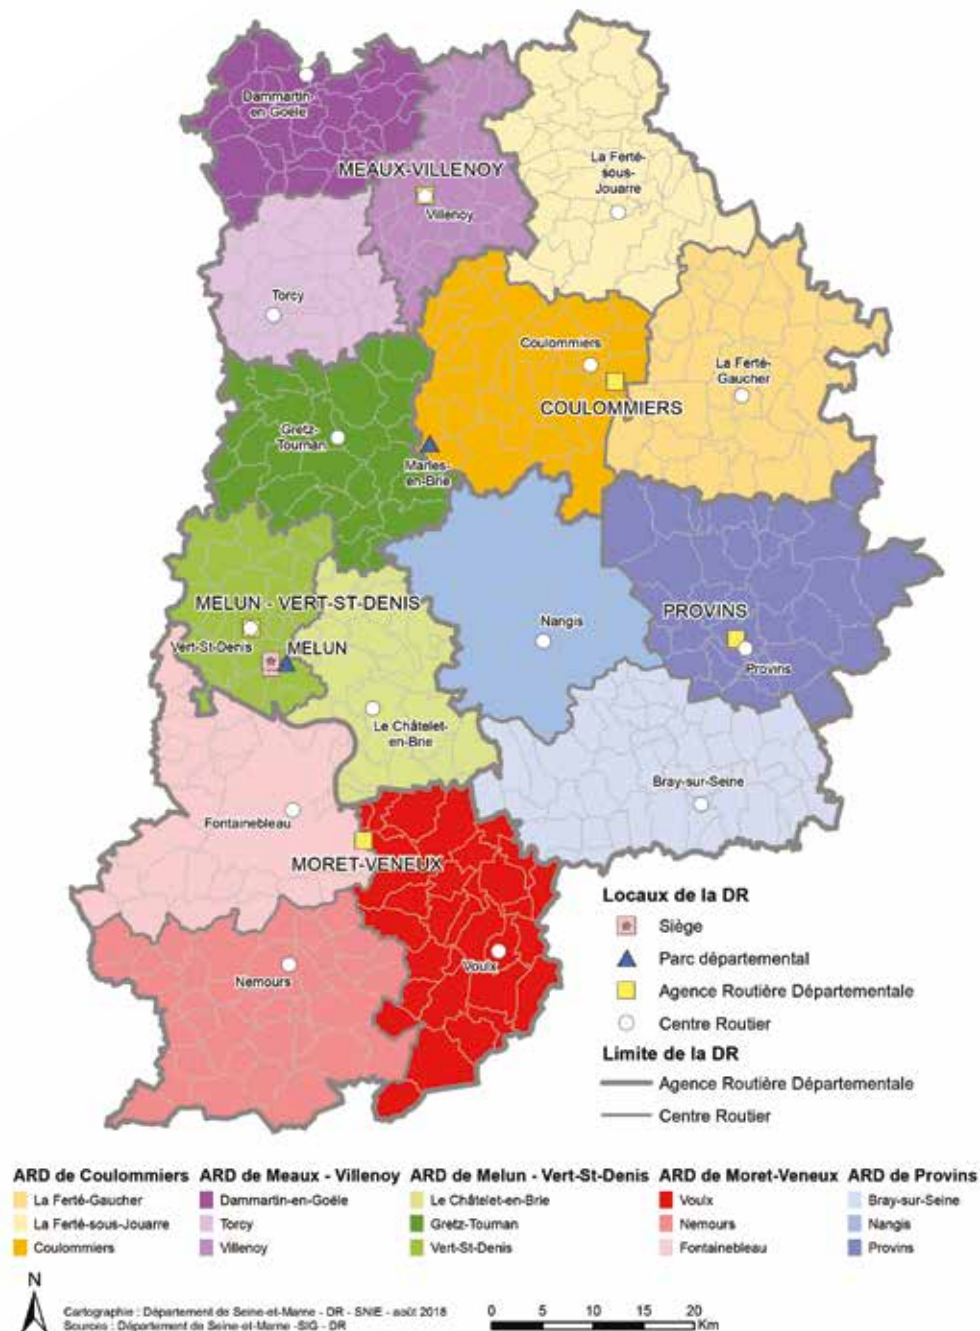 Dammartin-
en-Goële
MEAUX-VILLENOY
Villenoy
La Ferté-
sous-
Jouarre
Torcy
Coulommiers
COULOMMIERS
La Ferté-
Gaucher
Gretz-
Tournan
Marles-
en-Brie
MELUN - VERT-ST-DENIS
Vert-St-Denis
MELUN
Nangis
PROVINS
Provins
Le Châtelet-
en-Brie
Bray-sur-Seine
Fontainebleau
MORET-VENEUX
Nemours
Voulx
Locaux de la DR
Siège
Parc départemental
Agence Routière Départementale
Centre Routier
Limite de la DR
Agence Routière Départementale
Centre Routier
ARD de Coulommiers
La Ferté-Gaucher
La Ferté-sous-Jouarre
Coulommiers
ARD de Meaux - Villenoy
Dammartin-en-Goële
Torcy
Villenoy
ARD de Melun - Vert-St-Denis
Le Châtelet-en-Brie
Gretz-Tournan
Vert-St-Denis
ARD de Moret-Veneux
Voulx
Nemours
Fontainebleau
ARD de Provins
Bray-sur-Seine
Nangis
Provins
N
Cartographie : Département de Seine-et-Marne - DR - SNIE - août 2018
Sources : Département de Seine-et-Marne -SIG - DR
0 5 10 15 20
Km